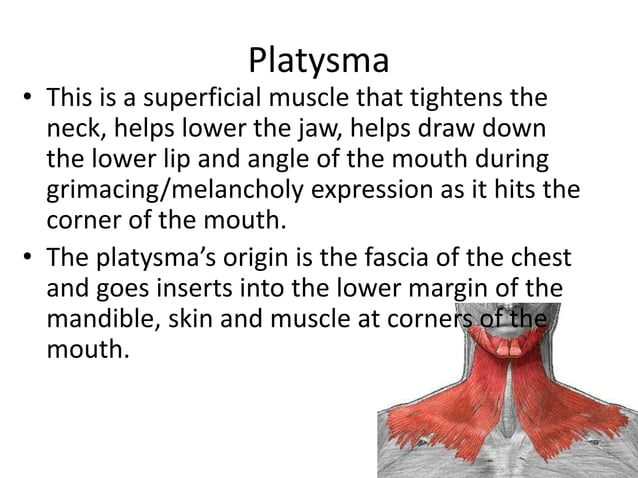 Platysma
• This is a superficial muscle that tightens the
neck, helps lower the jaw, helps draw down
the lower lip and angle of the mouth during
grimacing/melancholy expression as it hits the
corner of the mouth.
• The platysma’s origin is the fascia of the chest
and goes inserts into the lower margin of the
mandible, skin and muscle at corners of the
mouth.